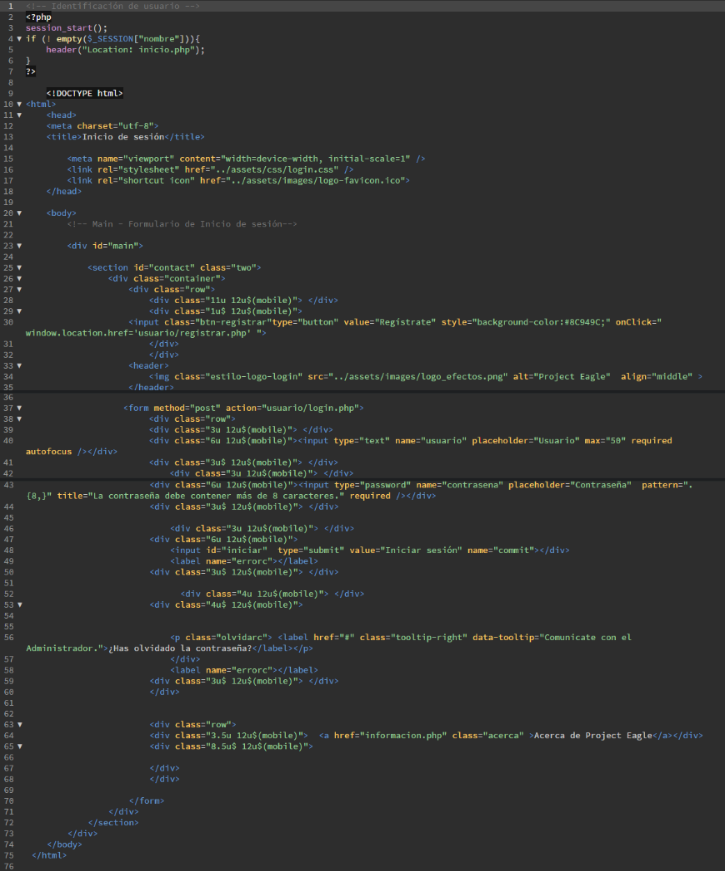 1 <!-- Identificación de usuario -->
2 <?php
3 session_start();
4 if (! empty($_SESSION["nombre"])){
5 header("Location: inicio.php");
6 }
7 ?>
8
9 <!DOCTYPE html>
10 <html>
11 <head>
12 <meta charset="utf-8">
13 <title>Inicio de sesión</title>
14
15 <meta name="viewport" content="width=device-width, initial-scale=1" />
16 <link rel="stylesheet" href="../assets/css/login.css" />
17 <link rel="shortcut icon" href="../assets/images/logo-favicon.ico">
18 </head>
19
20 <body>
21 <!-- Main - Formulario de Inicio de sesión-->
22
23 <div id="main">
24
25 <section id="contact" class="two">
26 <div class="container">
27 <div class="row">
28 <div class="11u 12u$(mobile)"> </div>
29 <div class="1u$ 12u$(mobile)">
30 <input class="btn-registrar"type="button" value="Registrate" style="background-color:#8C949C;" onClick="
window.location.href='usuario/registrar.php' ">
31 </div>
32 </div>
33 <header>
34 <img class="estilo-logo-login" src="../assets/images/logo_efectos.png" alt="Project Eagle" align="middle" >
35 </header>
36
37 <form method="post" action="usuario/login.php">
38 <div class="row">
39 <div class="3u 12u$(mobile)"> </div>
40 <div class="6u 12u$(mobile)"><input type="text" name="usuario" placeholder="Usuario" max="50" required
autofocus /></div>
41 <div class="3u$ 12u$(mobile)"> </div>
42 <div class="3u 12u$(mobile)"> </div>
43 <div class="6u 12u$(mobile)"><input type="password" name="contrasena" placeholder="Contraseña" pattern=".
{8,}" title="La contraseña debe contener más de 8 caracteres." required /></div>
44 <div class="3u$ 12u$(mobile)"> </div>
45
46 <div class="3u 12u$(mobile)"> </div>
47 <div class="6u 12u$(mobile)">
48 <input id="iniciar" type="submit" value="Iniciar sesión" name="commit"></div>
49 <label name="errorc"></label>
50 <div class="3u$ 12u$(mobile)"> </div>
51
52 <div class="4u 12u$(mobile)"> </div>
53 <div class="4u$ 12u$(mobile)">
54
55
56 <p class="olvidarc"> <label href="#" class="tooltip-right" data-tooltip="Comunicate con el
Administrador.">¿Has olvidado la contraseña?</label></p>
57 </div>
58 <label name="errorc"></label>
59 <div class="3u$ 12u$(mobile)"> </div>
60 </div>
61
62
63 <div class="row">
64 <div class="3.5u 12u$(mobile)"> <a href="informacion.php" class="acerca" >Acerca de Project Eagle</a></div>
65 <div class="8.5u$ 12u$(mobile)">
66
67 </div>
68 </div>
69
70 </form>
71 </div>
72 </section>
73 </div>
74 </body>
75 </html>
76